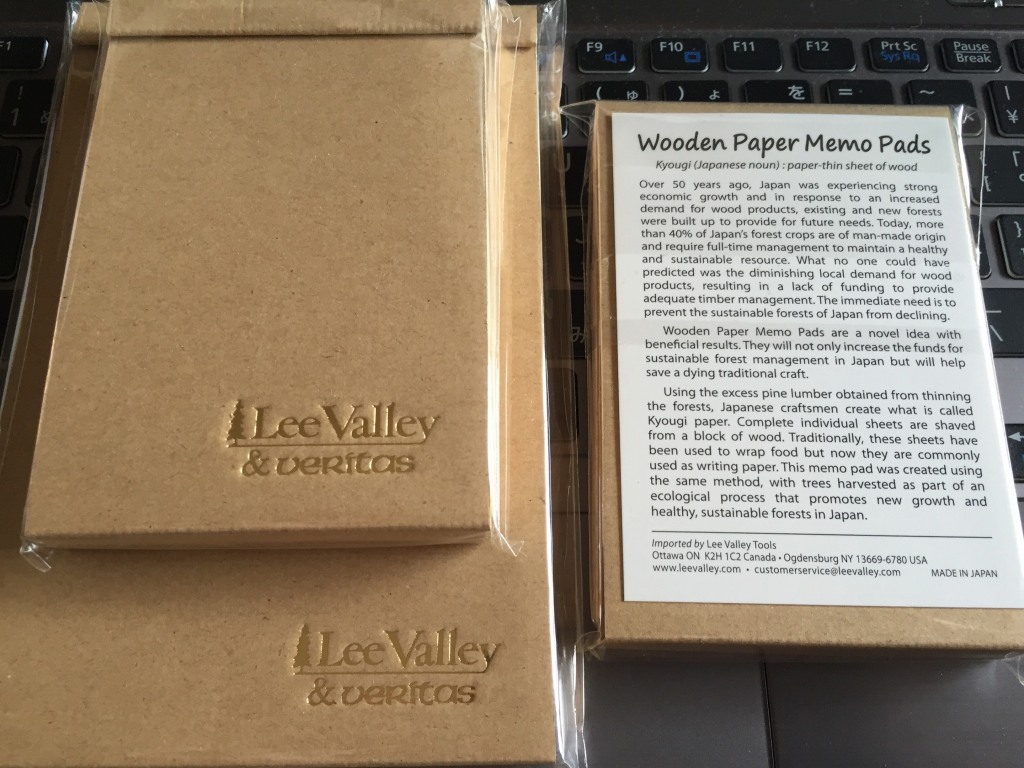 F1
F9
F10
F11
F12
Prt Sc
Sys Rq
Pause
Break
!
1
&
(
ゅ
)
ょ
を
=
~
|
¥
Lee Valley
& veritas
Lee Valley
& veritas
Wooden Paper Memo Pads
Kyougi (Japanese noun) : paper-thin sheet of wood
Over 50 years ago, Japan was experiencing strong
economic growth and in response to an increased
demand for wood products, existing and new forests
were built up to provide for future needs. Today, more
than 40% of Japan's forest crops are of man-made origin
and require full-time management to maintain a healthy
and sustainable resource. What no one could have
predicted was the diminishing local demand for wood
products, resulting in a lack of funding to provide
adequate timber management. The immediate need is to
prevent the sustainable forests of Japan from declining.
Wooden Paper Memo Pads are a novel idea with
beneficial results. They will not only increase the funds for
sustainable forest management in Japan but will help
save a dying traditional craft.
Using the excess pine lumber obtained from thinning
the forests, Japanese craftsmen create what is called
Kyougi paper. Complete individual sheets are shaved
from a block of wood. Traditionally, these sheets have
been used to wrap food but now they are commonly
used as writing paper. This memo pad was created using
the same method, with trees harvested as part of an
ecological process that promotes new growth and
healthy, sustainable forests in Japan.
Imported by Lee Valley Tools
Ottawa ON K2H 1C2 Canada • Ogdensburg NY 13669-6780 USA
www.leevalley.com • customerservice@leevalley.com MADE IN JAPAN